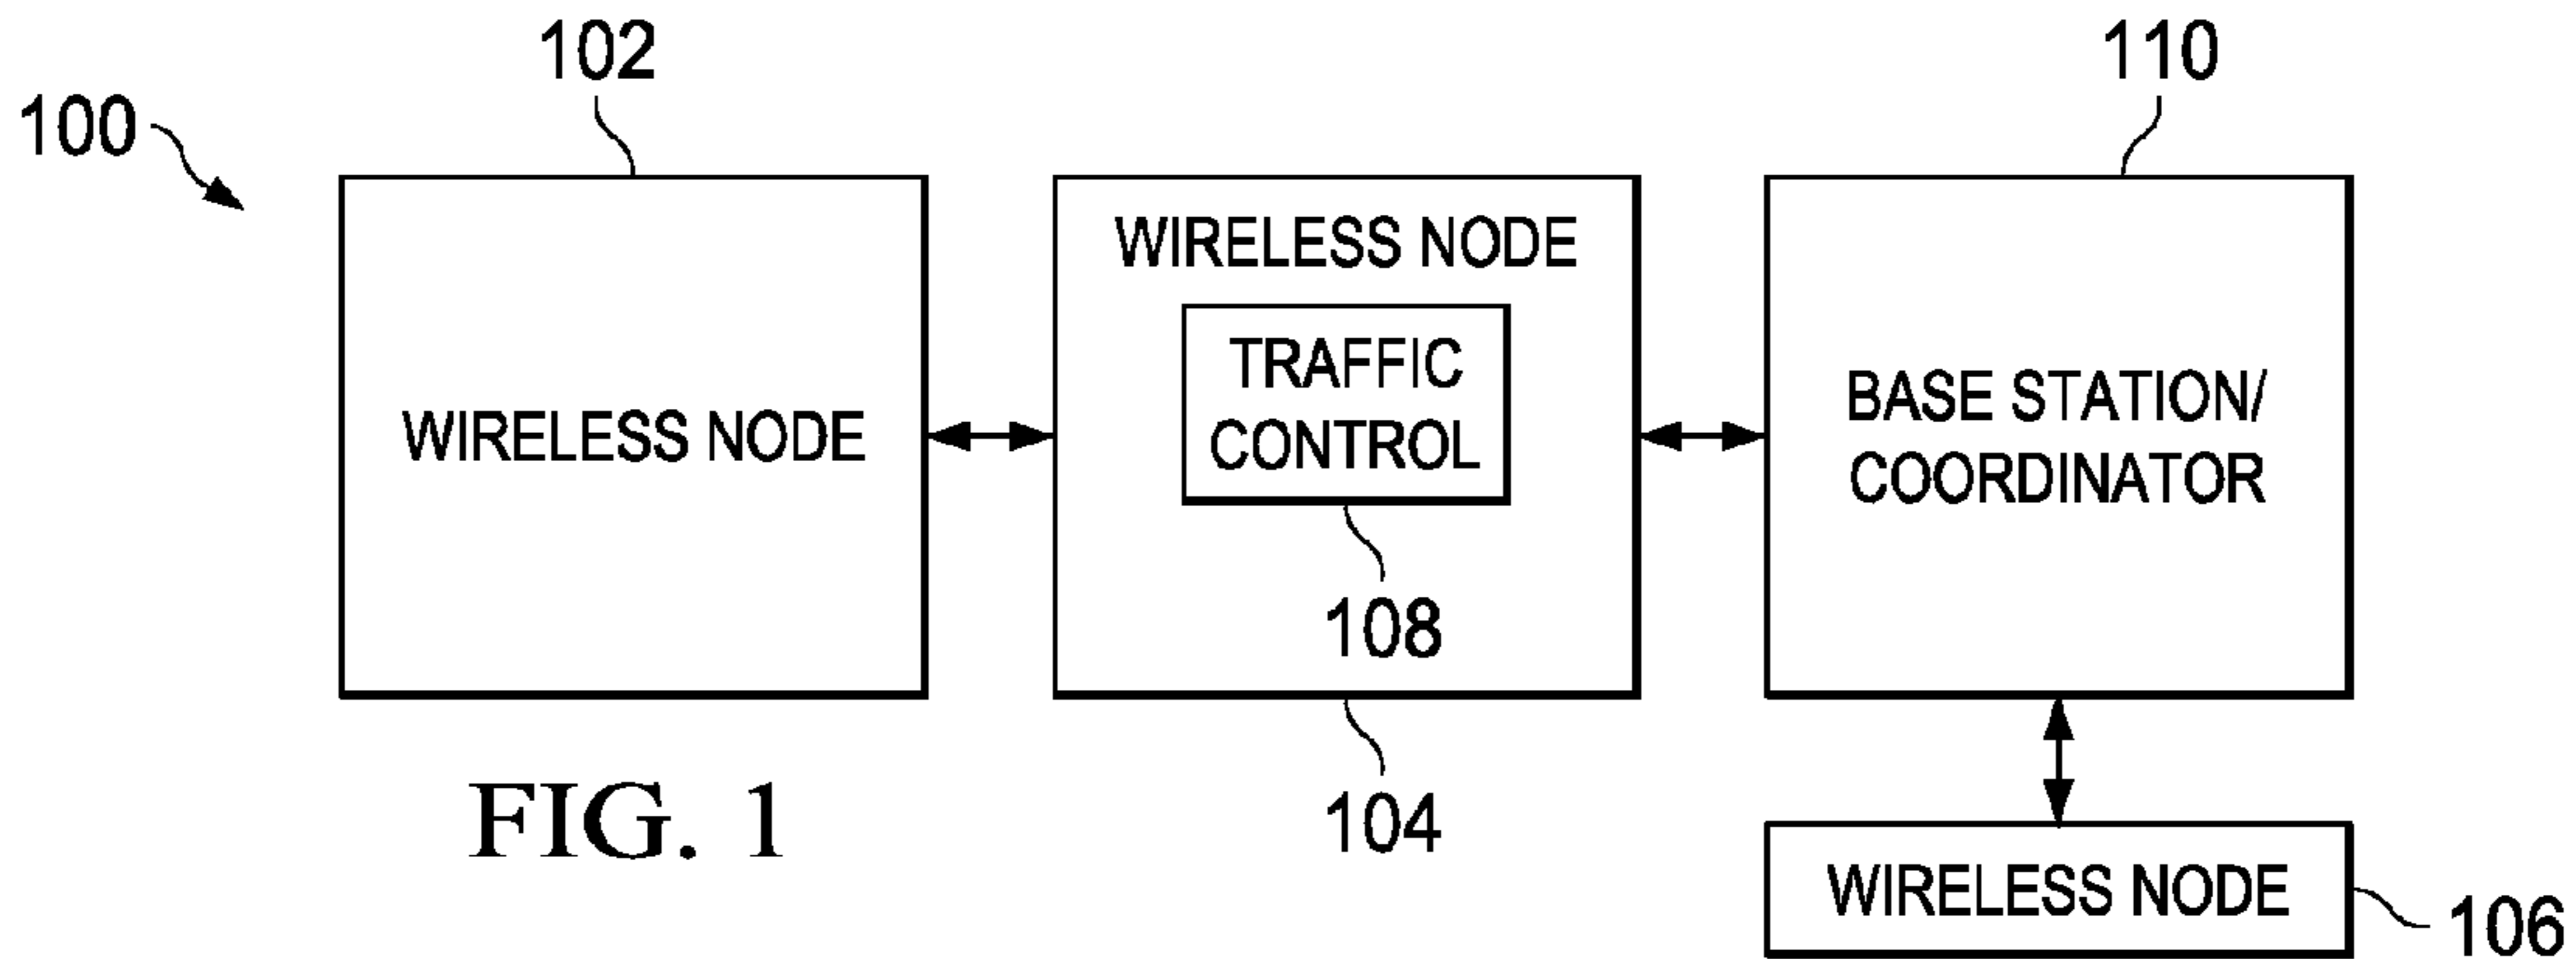 102
110
100
WIRELESS NODE
WIRELESS NODE
TRAFFIC
CONTROL
108
104
BASE STATION/
COORDINATOR
WIRELESS NODE
106
FIG. 1